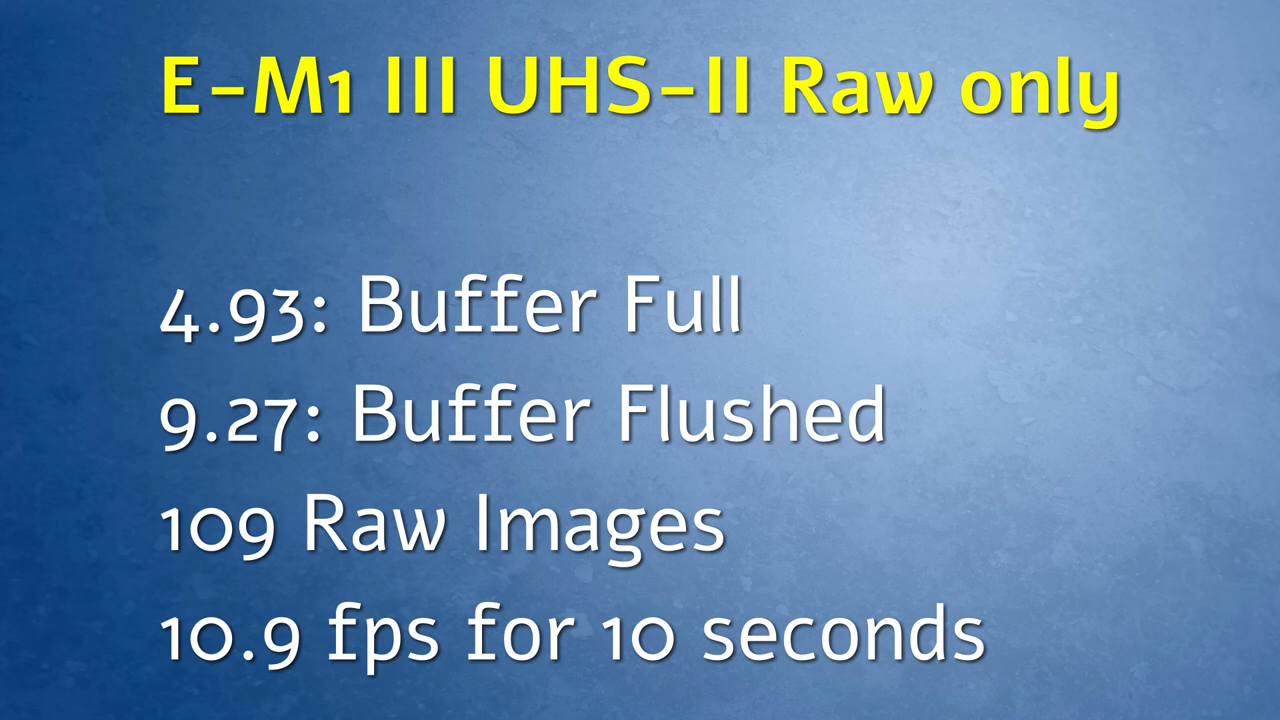 E-M1 III UHS-II Raw only
4.93: Buffer Full
9.27: Buffer Flushed
109 Raw Images
10.9 fps for 10 seconds